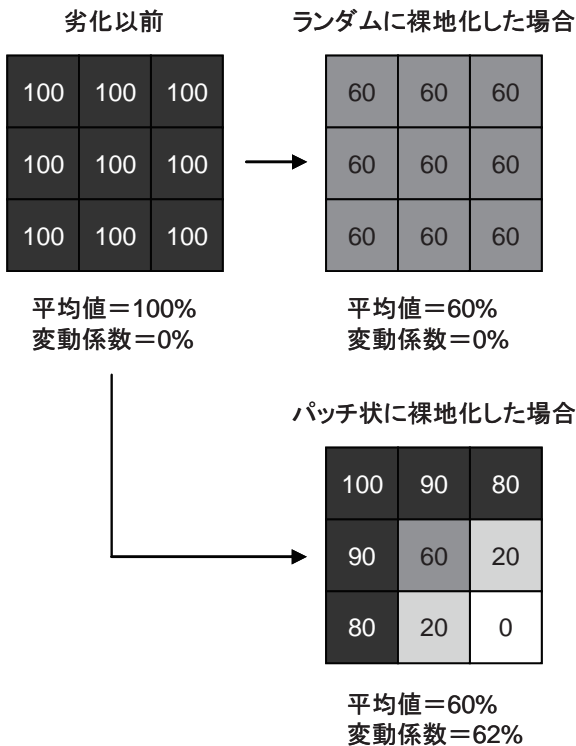 劣化以前
100 100 100
100 100 100
100 100 100
平均値＝100%
変動係数＝0%
ランダムに裸地化した場合
60 60 60
60 60 60
60 60 60
平均値＝60%
変動係数＝0%
パッチ状に裸地化した場合
100 90 80
90 60 20
80 20 0
平均値＝60%
変動係数＝62%